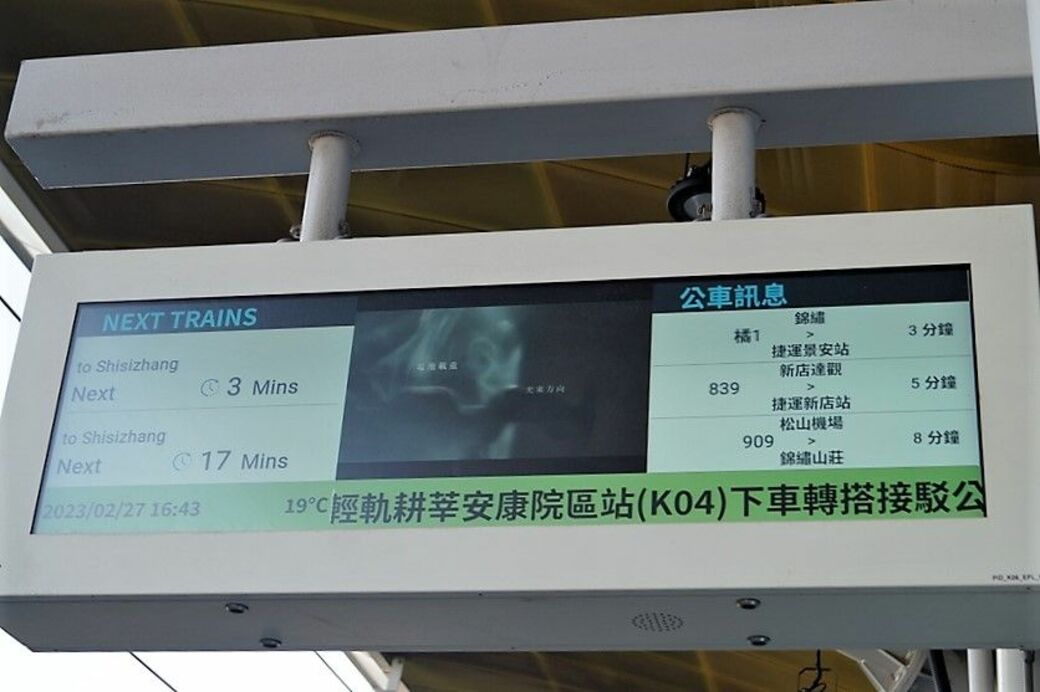 NEXT TRAINS
to Shisizhang
Next 3 Mins
to Shisizhang
Next 17 Mins
公車訊息
錦繡
橘1 > 3 分鐘
捷運景安站
新店達觀
839 > 5 分鐘
捷運新店站
松山機場
909 > 8 分鐘
錦繡山莊
2023/02/27 16:43
19°C
輕軌耕莘安康院區站(K04)下車轉搭接駁公